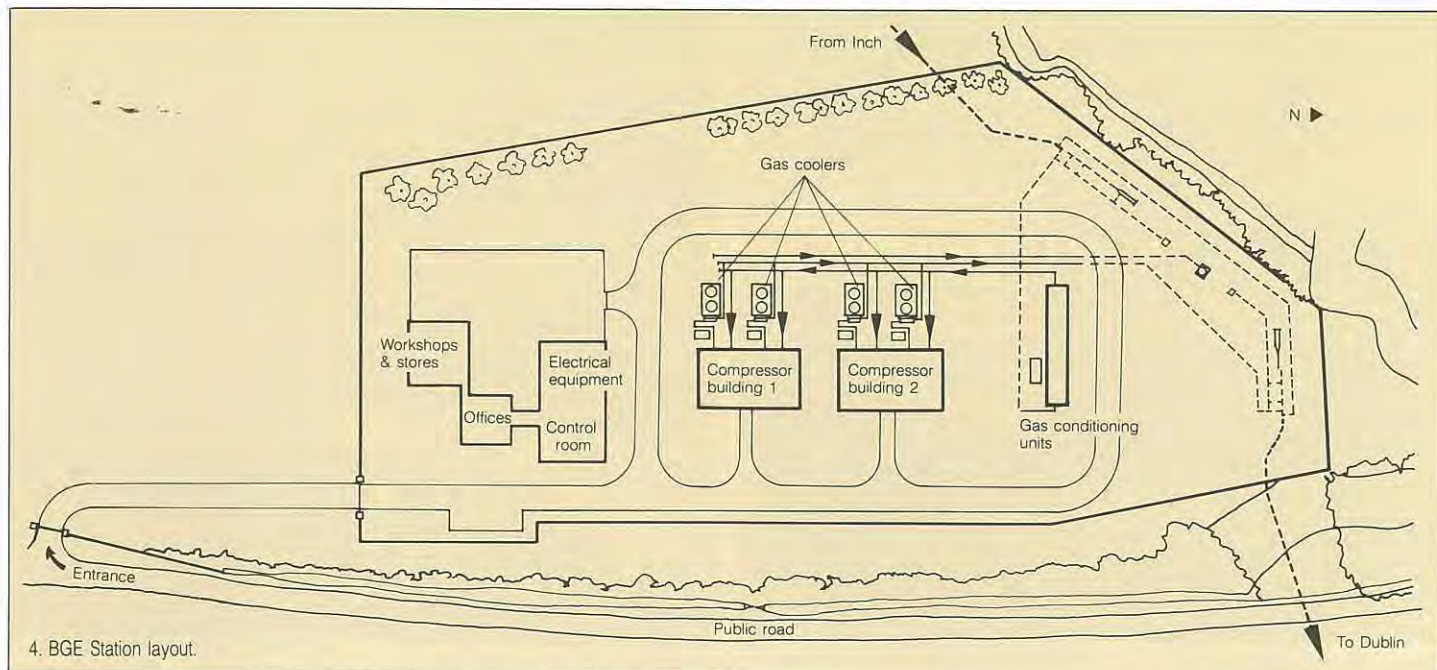 From Inch
N
Gas coolers
Workshops
& stores
Electrical
equipment
Compressor
building 1
Compressor
building 2
Offices
Control
room
Gas conditioning
units
Entrance
Public road
To Dublin
4. BGE Station layout.